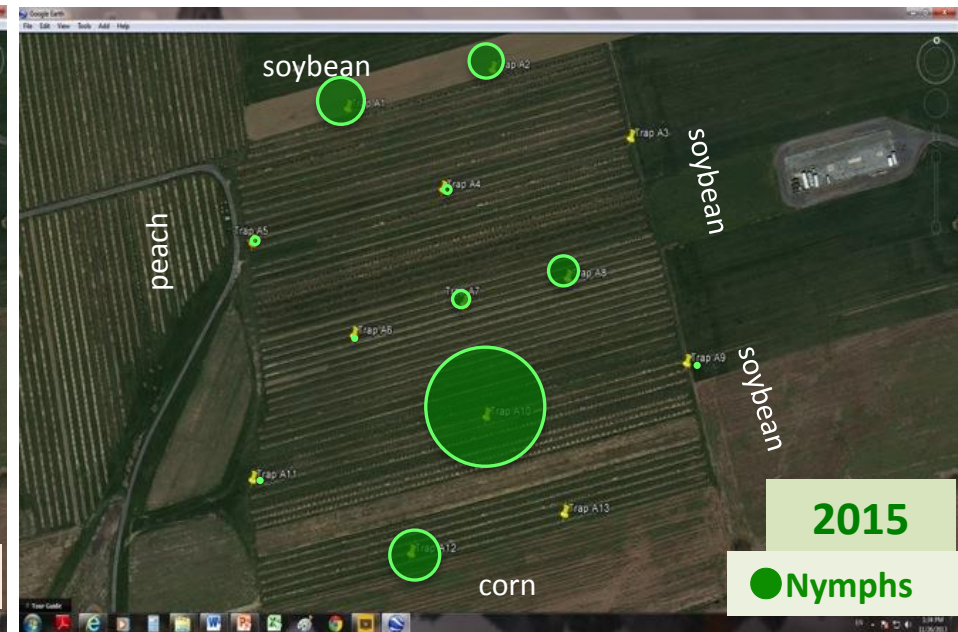 Google Earth
File Edit View Tools Add Help
soybean
Trap A2
Trap A1
Trap A3
soybean
Trap A4
peach
Trap A5
Trap A8
Trap A7
Trap A6
Trap A9
soybean
Trap A10
Trap A11
Trap A13
2015
Trap A12
corn
Nymphs
Tour Guide